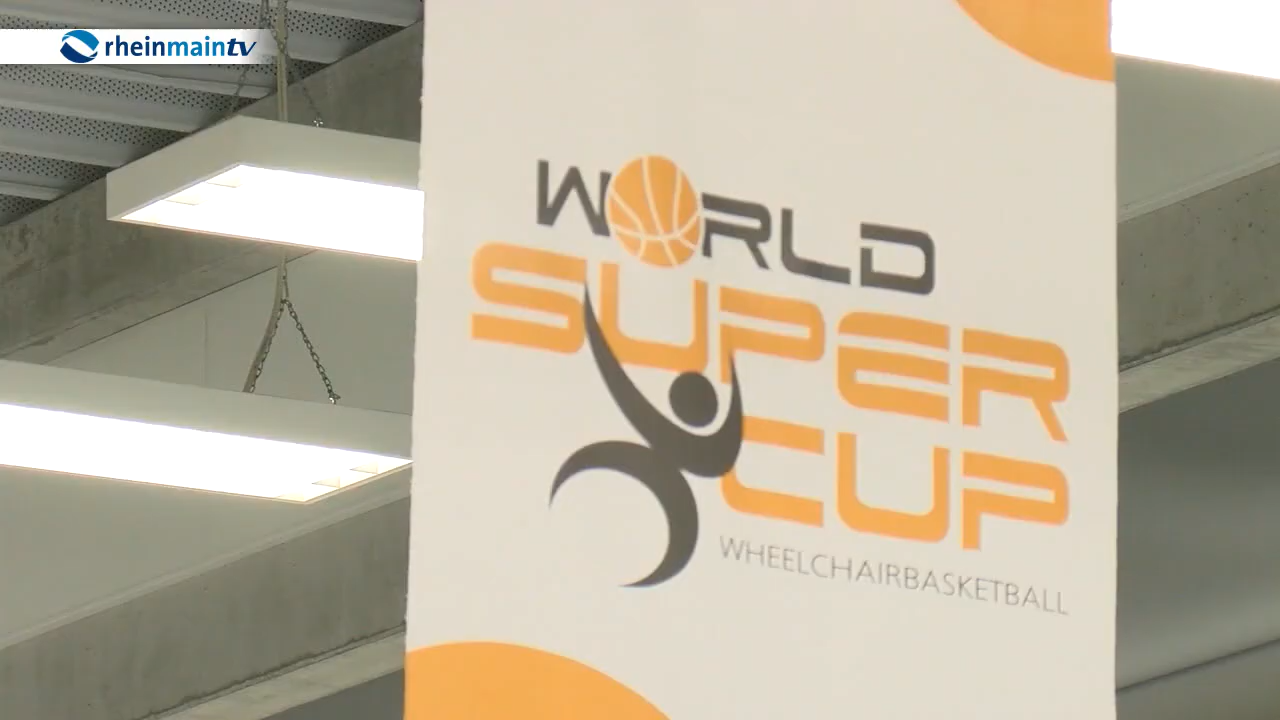 rheinmaintv
WORLD
SUPER
CUP
WHEELCHAIRBASKETBALL